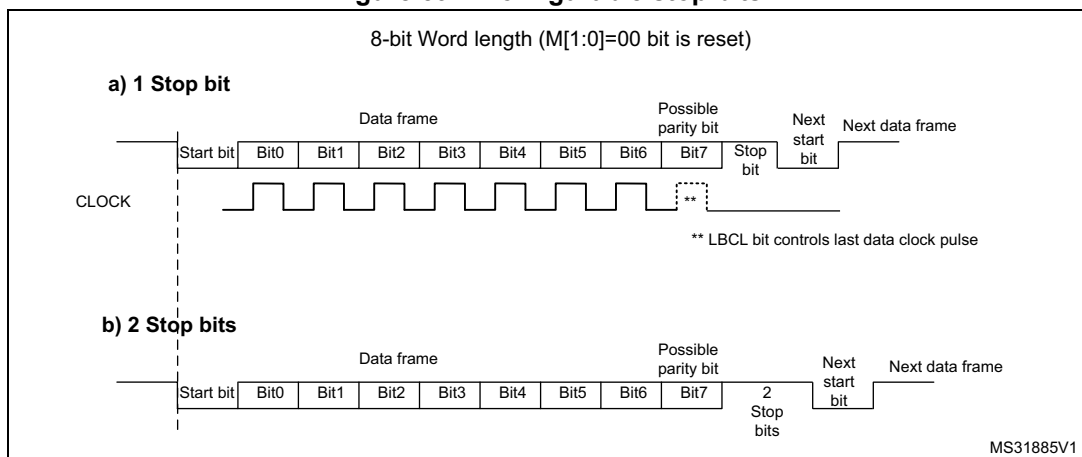 8-bit Word length (M[1:0]=00 bit is reset)
a) 1 Stop bit
Data frame
Possible
parity bit
Next
start
bit
Next data frame
Start bit Bit0 Bit1 Bit2 Bit3 Bit4 Bit5 Bit6 Bit7 Stop
bit
CLOCK
**
** LBCL bit controls last data clock pulse
b) 2 Stop bits
Data frame
Possible
parity bit
Next
start
bit
Next data frame
Start bit Bit0 Bit1 Bit2 Bit3 Bit4 Bit5 Bit6 Bit7 2
Stop
bits
MS31885V1